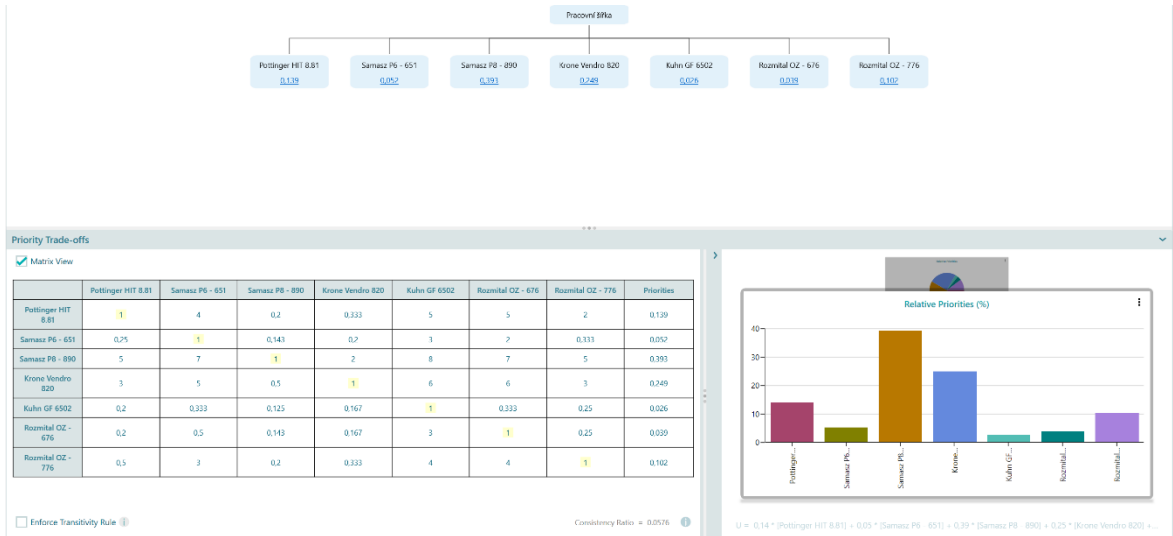 Pracovní šířka
Pottinger HIT 8.81 Samasz P6 - 651 Samasz P8 - 890 Krone Vendro 820 Kuhn GF 6502 Rozmital OZ - 676 Rozmital OZ - 776
0,139 0,052 0,393 0,249 0,026 0,039 0,102
Priority Trade-offs
Matrix View
Pottinger HIT 8.81 Samasz P6 - 651 Samasz P8 - 890 Krone Vendro 820 Kuhn GF 6502 Rozmital OZ - 676 Rozmital OZ - 776 Priorities
Pottinger HIT 8.81 1 4 0,2 0,333 5 5 2 0,139
Samasz P6 - 651 0,25 1 0,143 0,2 3 2 0,333 0,052
Samasz P8 - 890 5 7 1 2 8 7 5 0,393
Krone Vendro 820 3 5 0,5 1 6 6 3 0,249
Kuhn GF 6502 0,2 0,333 0,125 0,167 1 0,333 0,25 0,026
Rozmital OZ - 676 0,2 0,5 0,143 0,167 3 1 0,25 0,039
Rozmital OZ - 776 0,5 3 0,2 0,333 4 4 1 0,102
Enforce Transitivity Rule
Consistency Ratio = 0.0576
Relative Priorities (%)
40
30
20
10
0
Pottinger... Samasz P6... Samasz P8... Krone... Kuhn GF... Rozmital... Rozmital...
U = 0,14 * [Pottinger HIT 8.81] + 0,05 * [Samasz P6 - 651] + 0,39 * [Samasz P8 - 890] + 0,25 * [Krone Vendro 820] +...